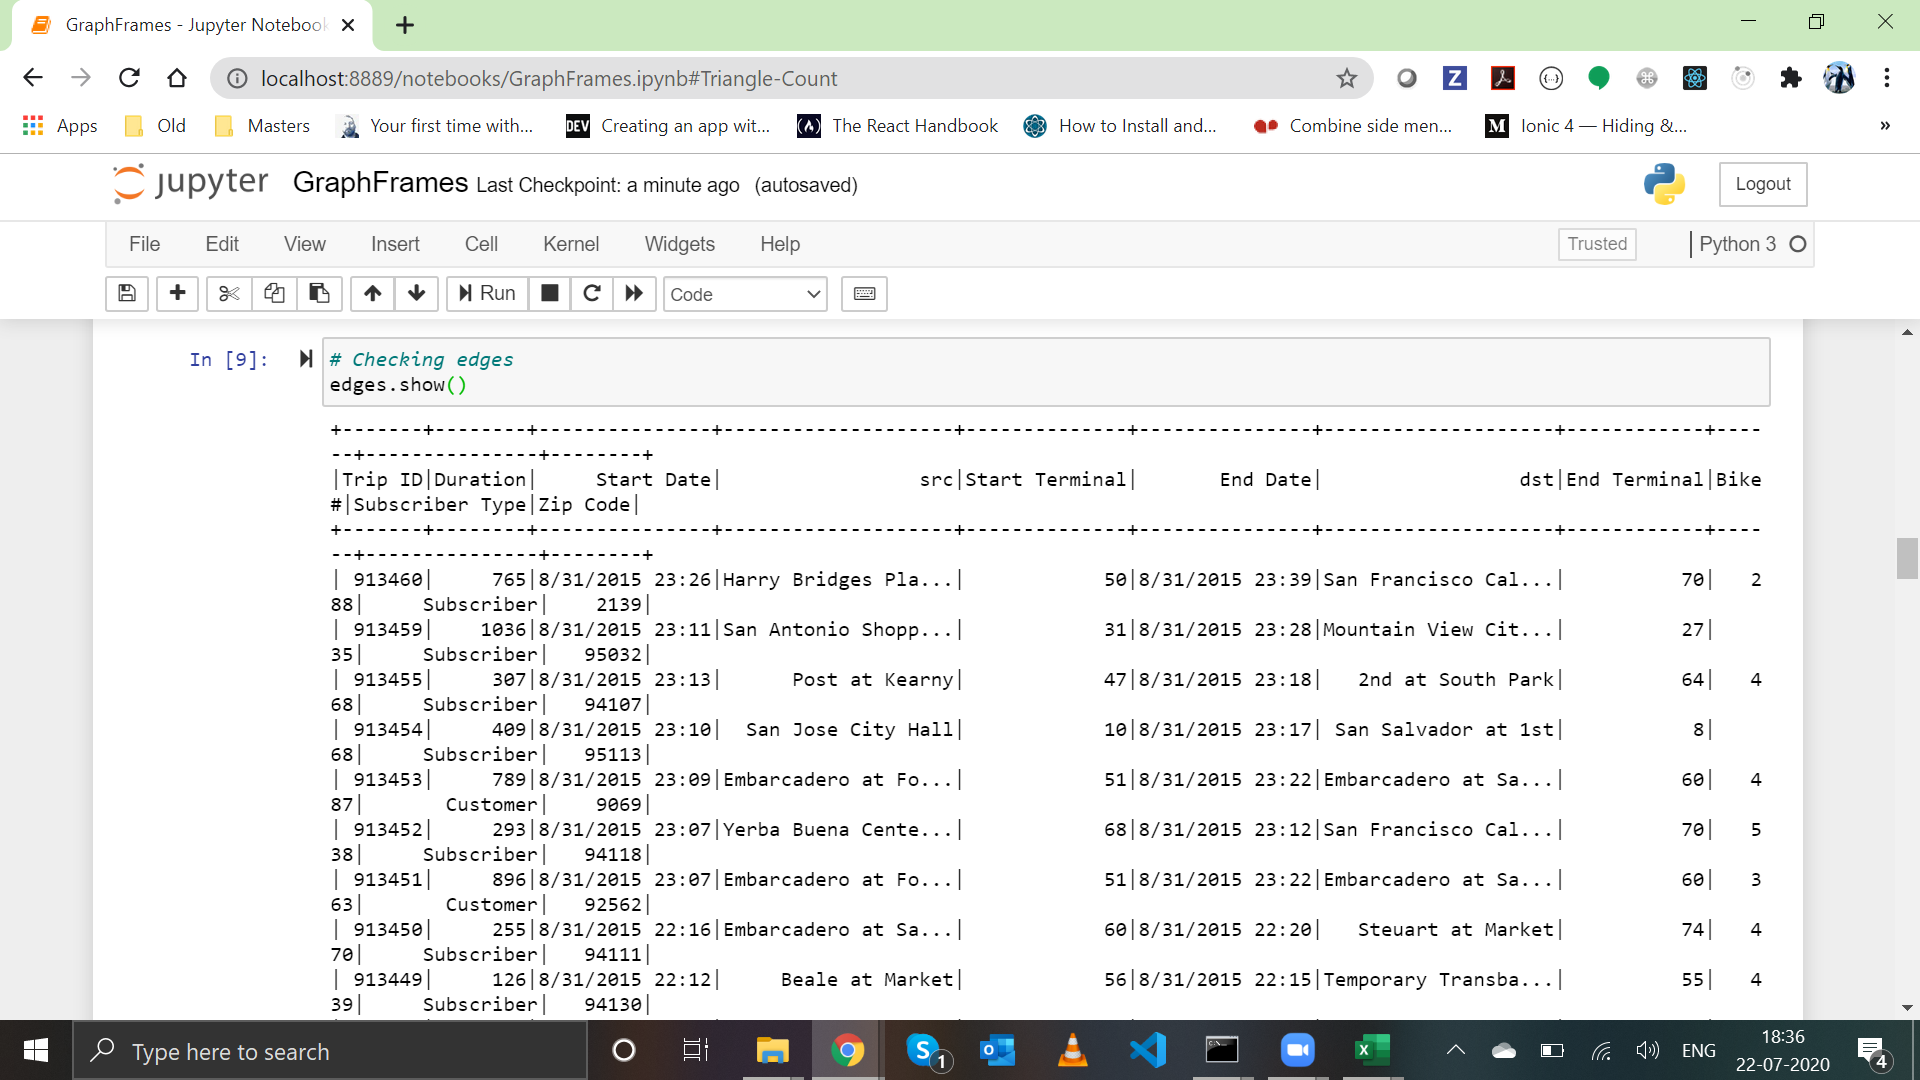 GraphFrames - Jupyter Notebook
localhost:8889/notebooks/GraphFrames.ipynb#Triangle-Count
Apps Old Masters Your first time with... DEV Creating an app wit... The React Handbook How to Install and... Combine side men... M Ionic 4 — Hiding &... »
jupyter GraphFrames Last Checkpoint: a minute ago (autosaved) Logout
File Edit View Insert Cell Kernel Widgets Help Trusted Python 3
Run Code
In [9]: # Checking edges
edges.show()
+-------+--------+---------------+--------------------+--------------+---------------+--------------------+------------+----
--+---------------+--------+
|Trip ID|Duration|     Start Date|                 src|Start Terminal|       End Date|                 dst|End Terminal|Bike
#|Subscriber Type|Zip Code|
+-------+--------+---------------+--------------------+--------------+---------------+--------------------+------------+----
--+---------------+--------+
| 913460|     765|8/31/2015 23:26|Harry Bridges Pla...|            50|8/31/2015 23:39|San Francisco Cal...|          70|   2
88|     Subscriber|    2139|
| 913459|    1036|8/31/2015 23:11|San Antonio Shopp...|            31|8/31/2015 23:28|Mountain View Cit...|          27|
35|     Subscriber|   95032|
| 913455|     307|8/31/2015 23:13|      Post at Kearny|            47|8/31/2015 23:18|   2nd at South Park|          64|   4
68|     Subscriber|   94107|
| 913454|     409|8/31/2015 23:10|  San Jose City Hall|            10|8/31/2015 23:17| San Salvador at 1st|           8|
68|     Subscriber|   95113|
| 913453|     789|8/31/2015 23:09|Embarcadero at Fo...|            51|8/31/2015 23:22|Embarcadero at Sa...|          60|   4
87|       Customer|    9069|
| 913452|     293|8/31/2015 23:07|Yerba Buena Cente...|            68|8/31/2015 23:12|San Francisco Cal...|          70|   5
38|     Subscriber|   94118|
| 913451|     896|8/31/2015 23:07|Embarcadero at Fo...|            51|8/31/2015 23:22|Embarcadero at Sa...|          60|   3
63|       Customer|   92562|
| 913450|     255|8/31/2015 22:16|Embarcadero at Sa...|            60|8/31/2015 22:20|   Steuart at Market|          74|   4
70|     Subscriber|   94111|
| 913449|     126|8/31/2015 22:12|     Beale at Market|            56|8/31/2015 22:15|Temporary Transba...|          55|   4
39|     Subscriber|   94130|
Type here to search 1 ENG 18:36
22-07-2020 4